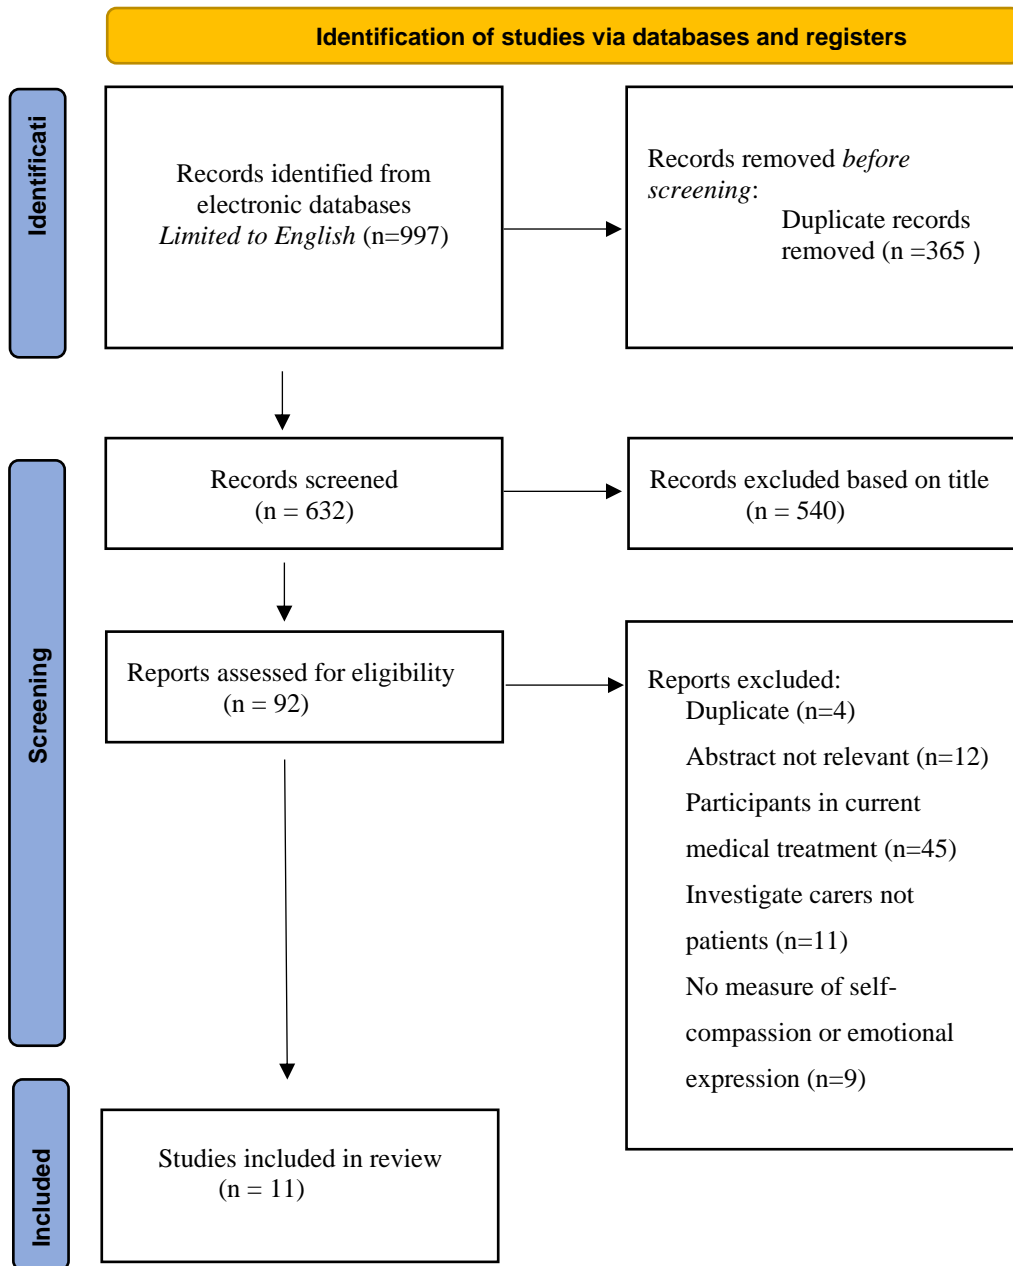 Identification of studies via databases and registers
Identificati
Records identified from
electronic databases
Limited to English (n=997)
Records removed before
screening:
Duplicate records
removed (n =365 )
Screening
Records screened
(n = 632)
Records excluded based on title
(n = 540)
Reports assessed for eligibility
(n = 92)
Reports excluded:
Duplicate (n=4)
Abstract not relevant (n=12)
Participants in current
medical treatment (n=45)
Investigate carers not
patients (n=11)
No measure of self-
compassion or emotional
expression (n=9)
Included
Studies included in review
(n = 11)